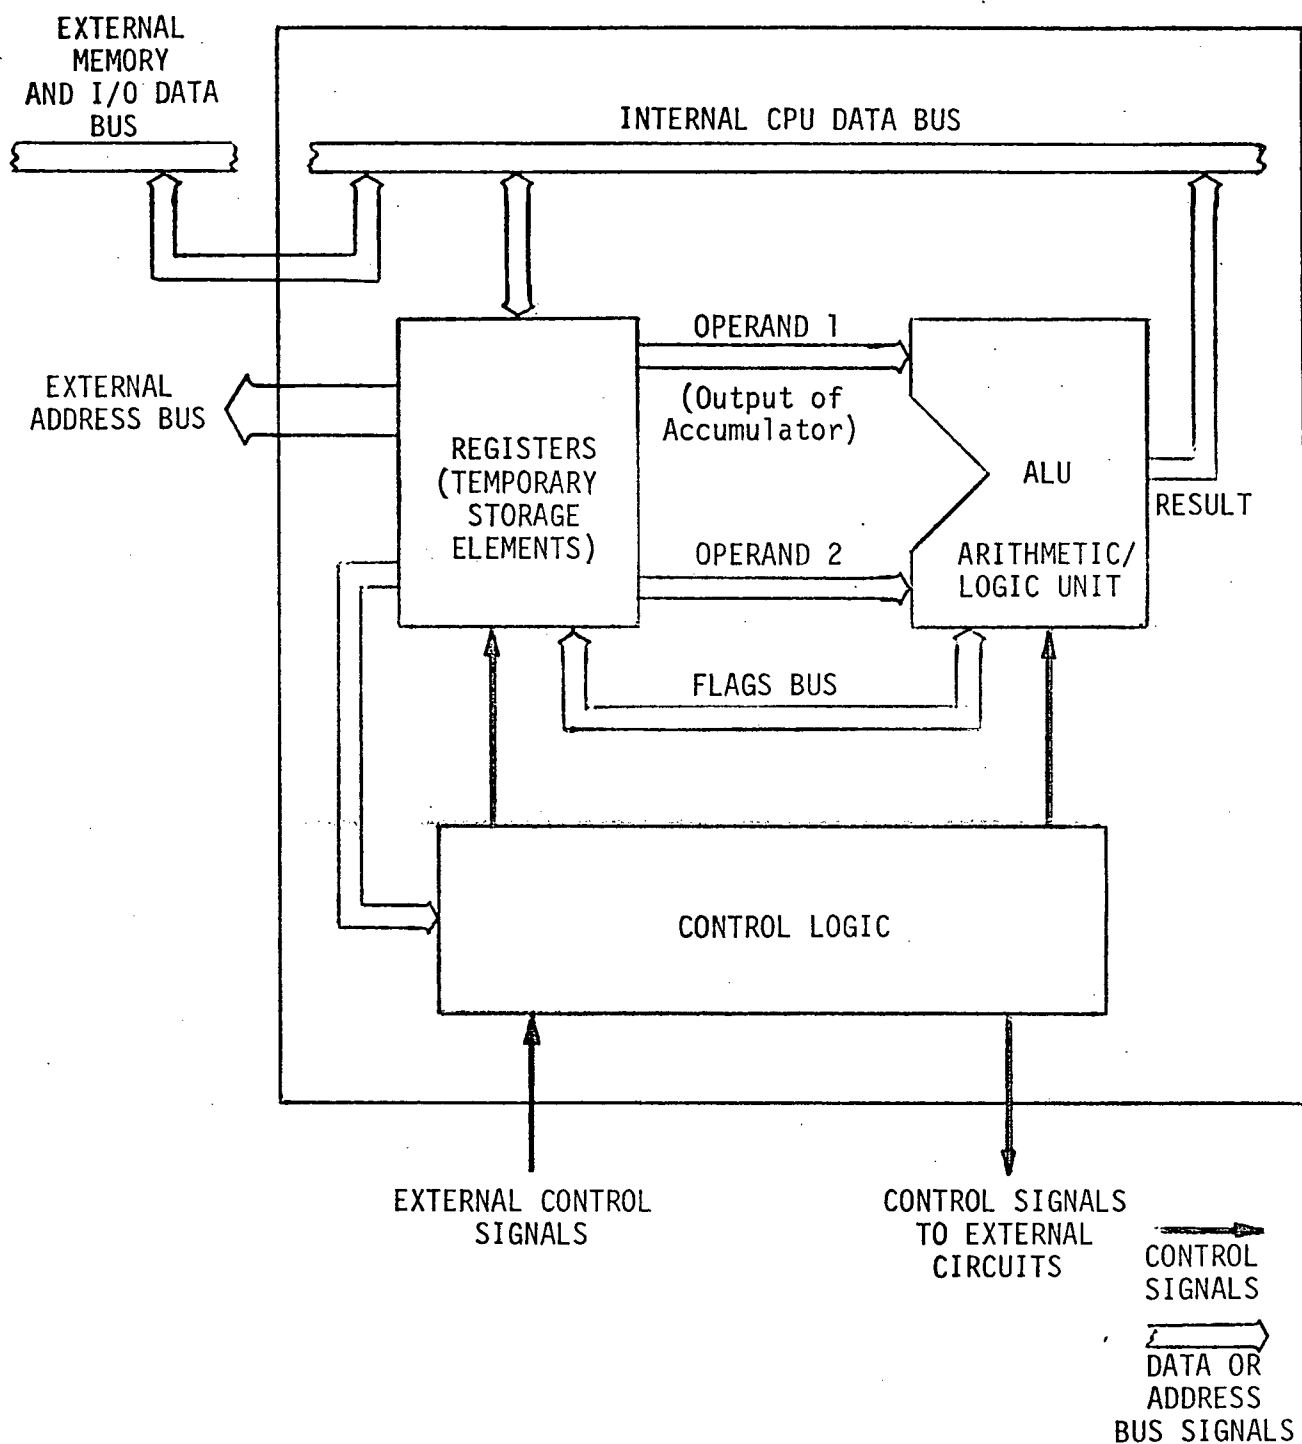 EXTERNAL
MEMORY
AND I/O DATA
BUS
INTERNAL CPU DATA BUS
OPERAND 1
(Output of
Accumulator)
EXTERNAL
ADDRESS BUS
REGISTERS
(TEMPORARY
STORAGE
ELEMENTS)
ALU
RESULT
OPERAND 2
ARITHMETIC/
LOGIC UNIT
FLAGS BUS
CONTROL LOGIC
EXTERNAL CONTROL
SIGNALS
CONTROL SIGNALS
TO EXTERNAL
CIRCUITS
CONTROL
SIGNALS
DATA OR
ADDRESS
BUS SIGNALS